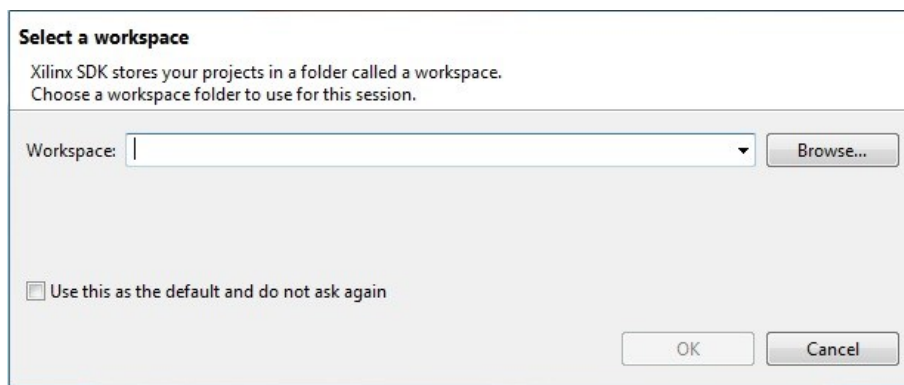 Select a workspace
Xilinx SDK stores your projects in a folder called a workspace.
Choose a workspace folder to use for this session.
Workspace:
Browse...
Use this as the default and do not ask again
OK
Cancel